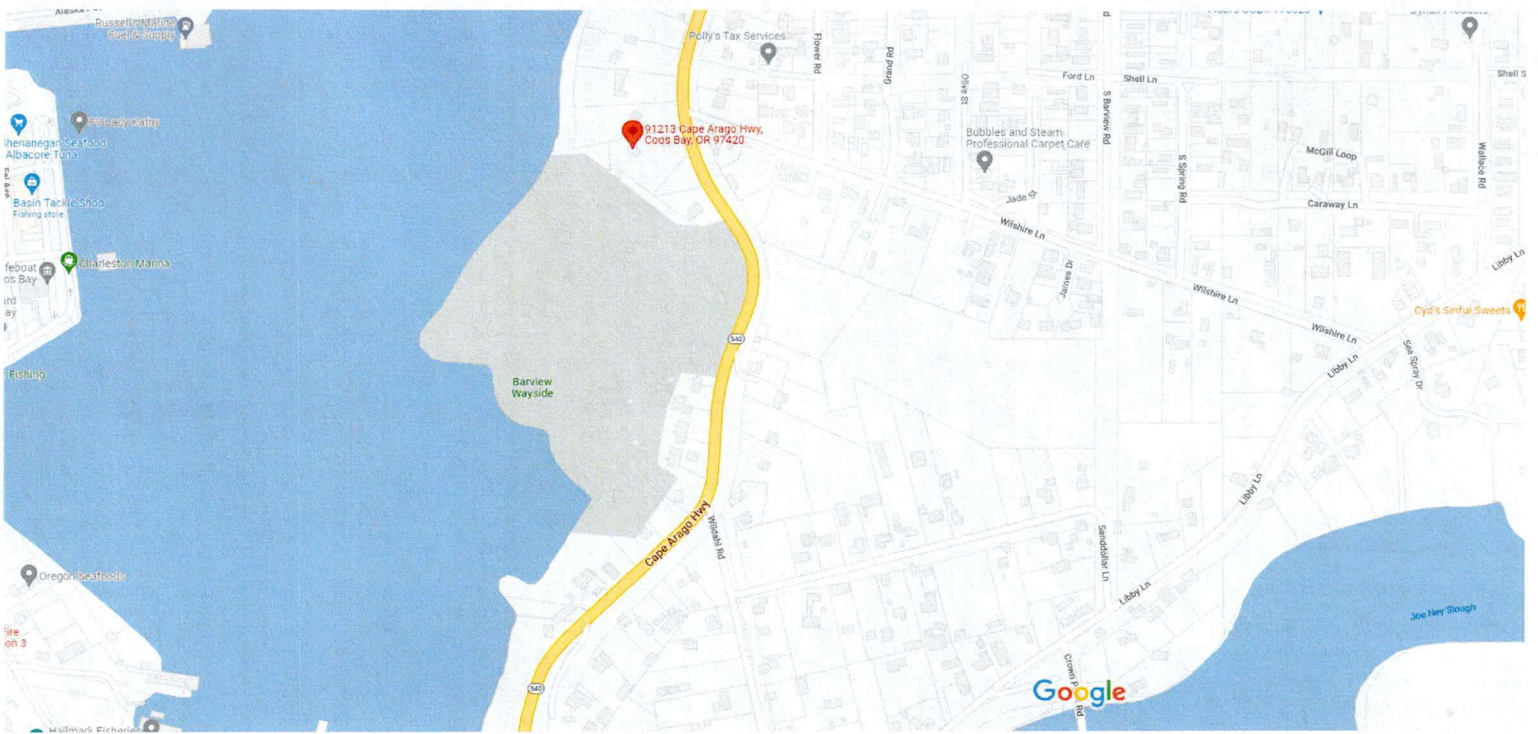 Russell's Marine
Fuel & Supply
Polly's Tax Services
Flower Rd
Grand Rd
Olive St
Ford Ln
Shell Ln
S Barview Rd
91213 Cape Arago Hwy,
Coos Bay, OR 97420
FV Lady Kathy
Shenanegan Seafood
Albacore Tuna
Basin Tackle Shop
Fishing store
Charleston Marina
Bubbles and Steam
Professional Carpet Care
Jade St
Wilshire Ln
James Dr
S Spring Rd
McGill Loop
Caraway Ln
Wallace Rd
Libby Ln
Wilshire Ln
Cyd's Sinful Sweets
Wilshire Ln
Libby Ln
Sea Spray Dr
540
Fishing
Barview
Wayside
Cape Arago Hwy
Wildahl Rd
Libby Ln
Sanddollar Ln
Libby Ln
Joe Ney Slough
Oregon Seafoods
Fire
on 3
540
Rd
Google
Hallmark Fisheries